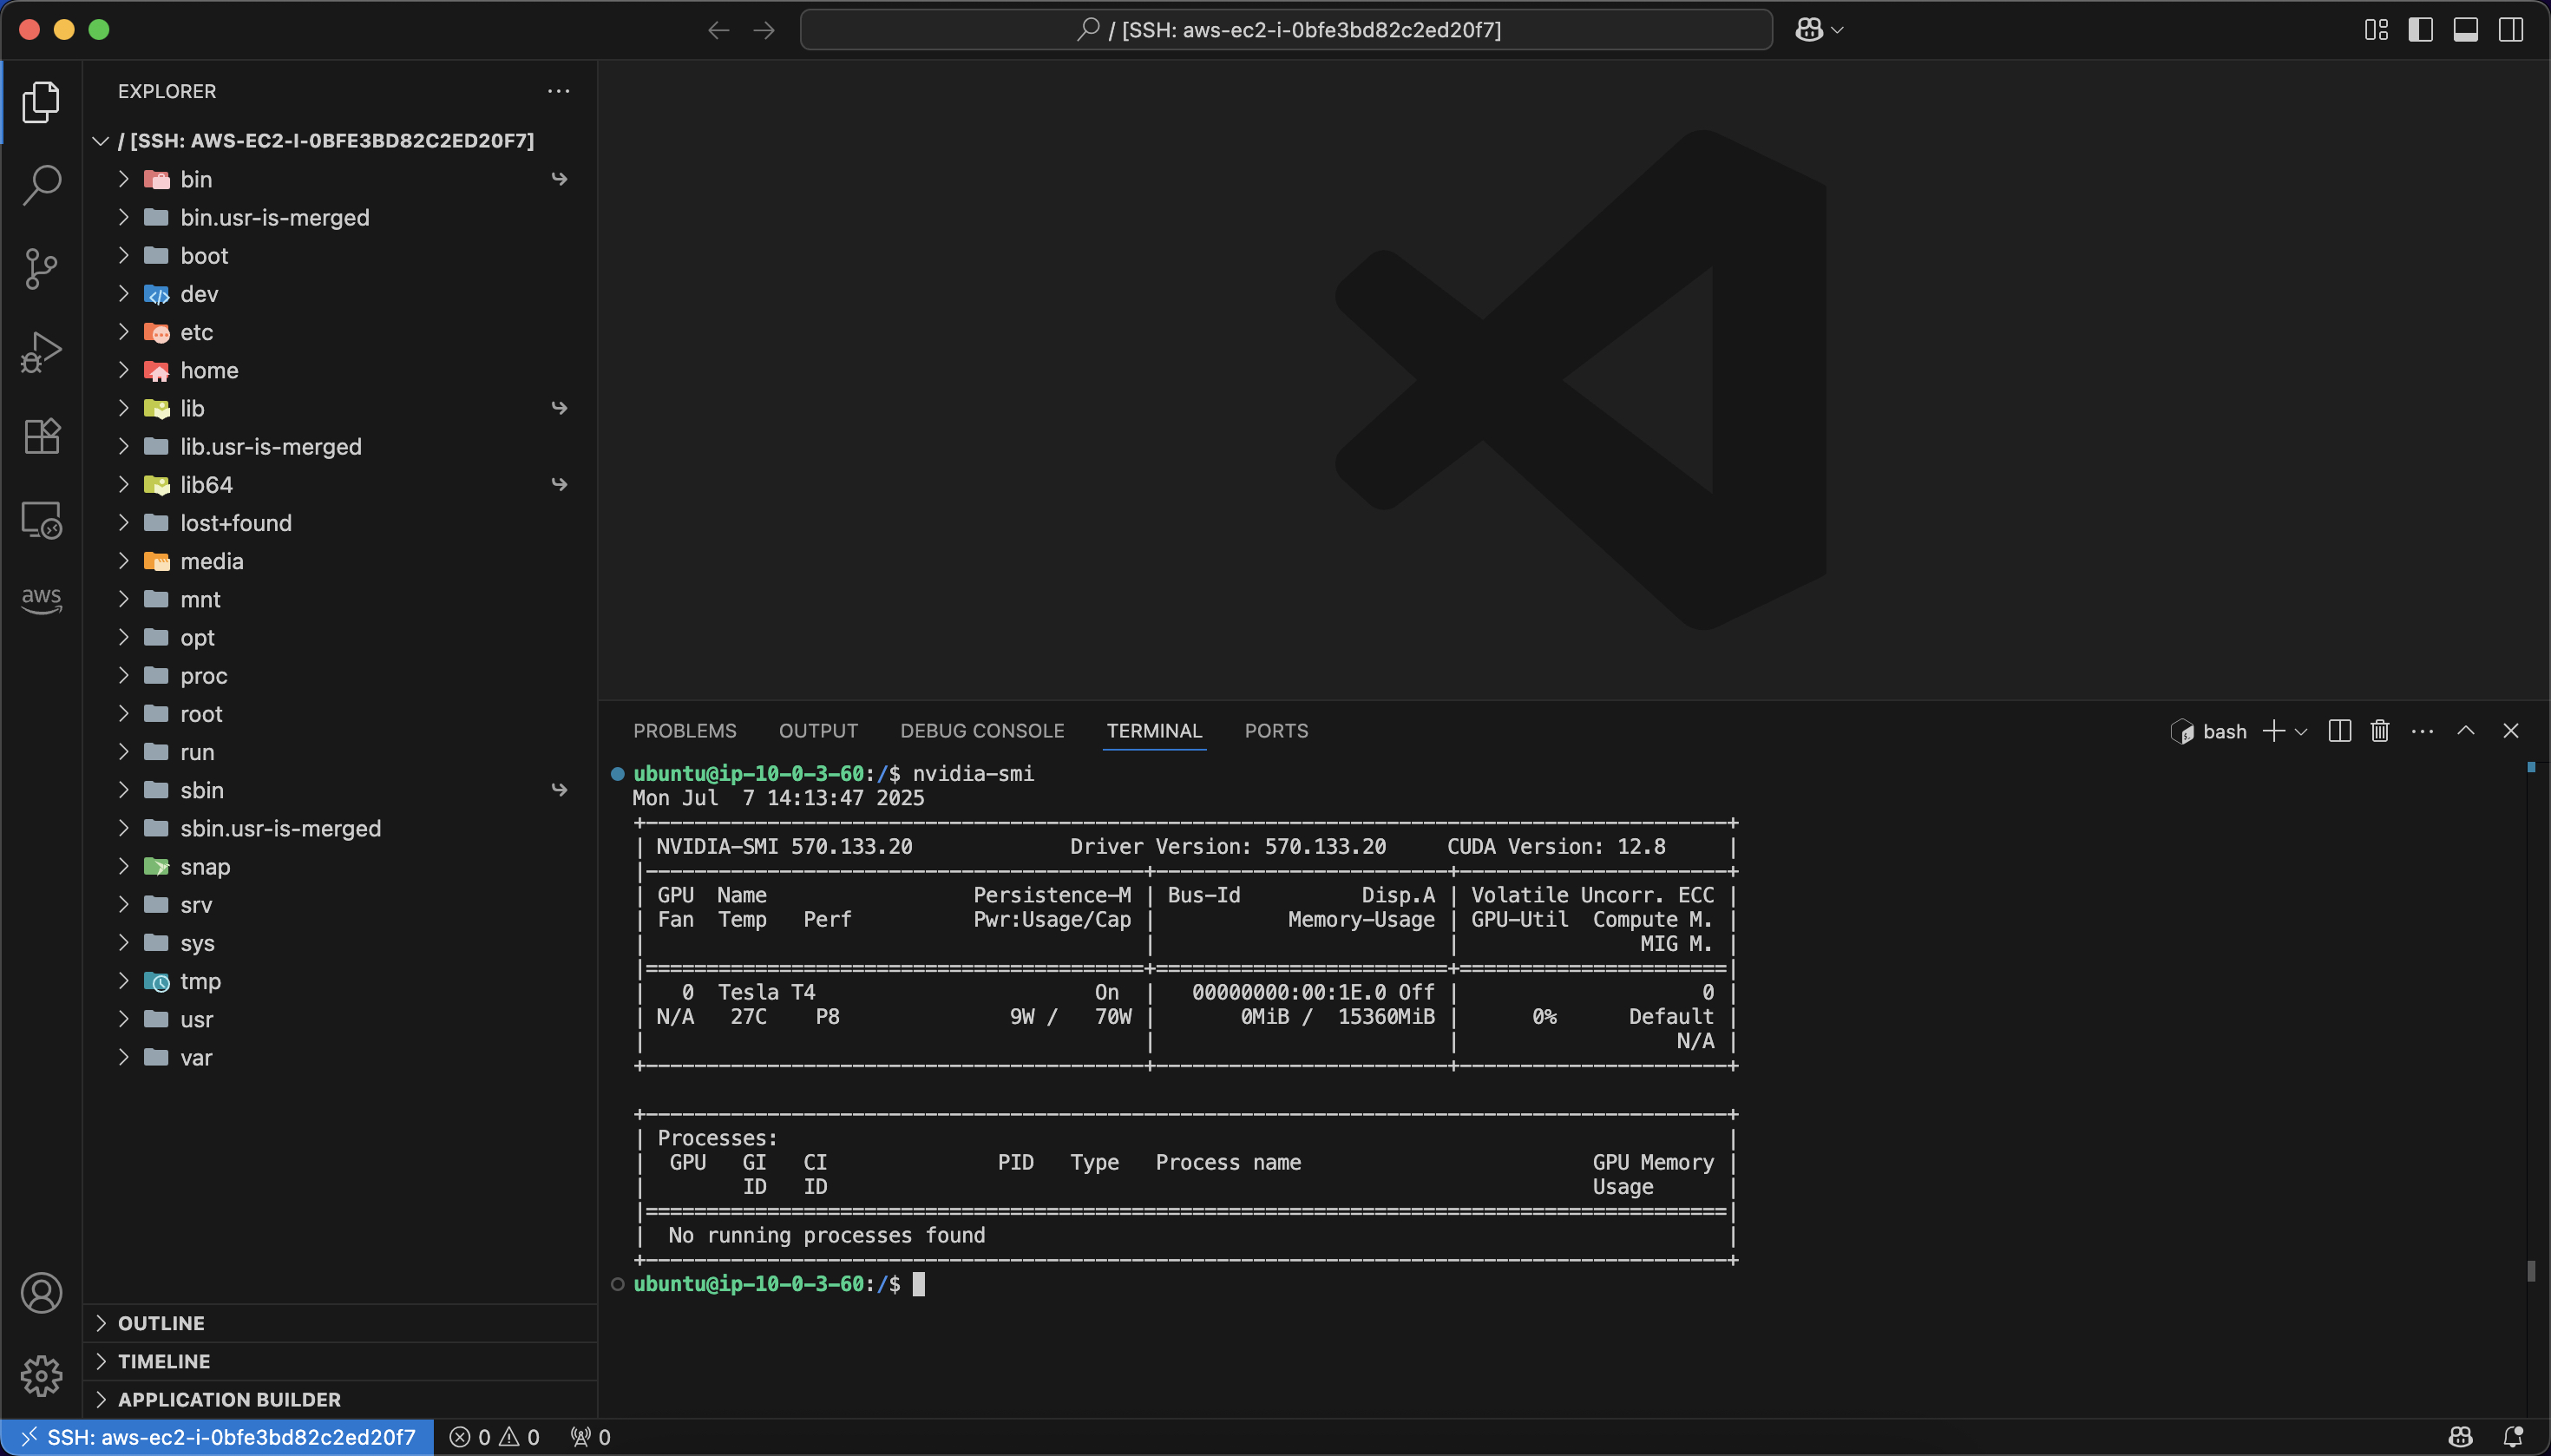 / [SSH: aws-ec2-i-0bfe3bd82c2ed20f7]
EXPLORER
/ [SSH: AWS-EC2-I-0BFE3BD82C2ED20F7]
bin
bin.usr-is-merged
boot
dev
etc
home
lib
lib.usr-is-merged
lib64
lost+found
media
mnt
opt
proc
root
run
sbin
sbin.usr-is-merged
snap
srv
sys
tmp
usr
var
OUTLINE
TIMELINE
APPLICATION BUILDER
aws
PROBLEMS OUTPUT DEBUG CONSOLE TERMINAL PORTS
bash
ubuntu@ip-10-0-3-60:/$ nvidia-smi
Mon Jul  7 14:13:47 2025
+-----------------------------------------------------------------------------------------+
| NVIDIA-SMI 570.133.20             Driver Version: 570.133.20     CUDA Version: 12.8     |
|-----------------------------------------+------------------------+----------------------+
| GPU  Name                 Persistence-M | Bus-Id          Disp.A | Volatile Uncorr. ECC |
| Fan  Temp   Perf          Pwr:Usage/Cap |           Memory-Usage | GPU-Util  Compute M. |
|                                         |                        |               MIG M. |
|=========================================+========================+======================|
|   0  Tesla T4                       On  |   00000000:00:1E.0 Off |                    0 |
| N/A   27C    P8               9W /   70W |       0MiB /  15360MiB |      0%      Default |
|                                         |                        |                  N/A |
+-----------------------------------------+------------------------+----------------------+
+-----------------------------------------------------------------------------------------+
| Processes:                                                                              |
|  GPU   GI   CI              PID   Type   Process name                        GPU Memory |
|        ID   ID                                                               Usage      |
|=========================================================================================|
|  No running processes found                                                             |
+-----------------------------------------------------------------------------------------+
ubuntu@ip-10-0-3-60:/$
SSH: aws-ec2-i-0bfe3bd82c2ed20f7 0 0 0